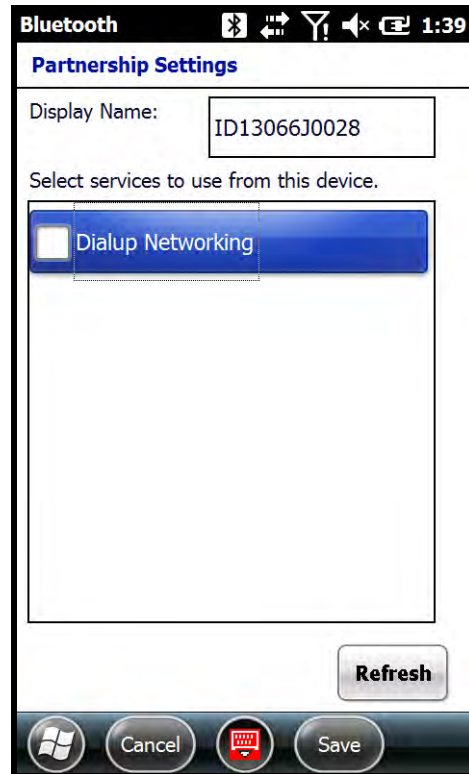 Bluetooth 1:39
Partnership Settings
Display Name:
ID13066J0028
Select services to use from this device.
Dialup Networking
Refresh
Cancel Save